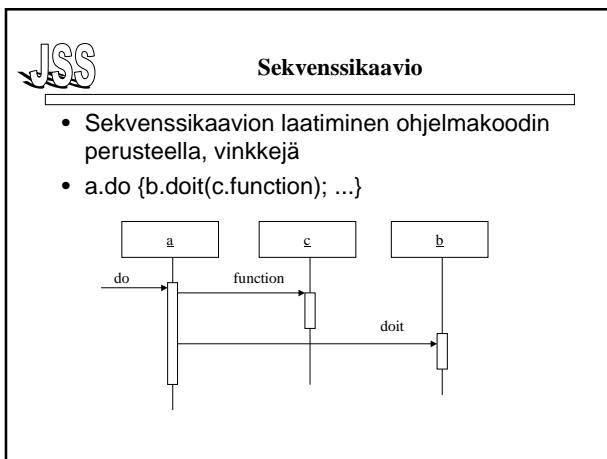 JSS
Sekvenssikaavio
• Sekvenssikaavion laatiminen ohjelmakoodin
perusteella, vinkkejä
• a.do {b.doit(c.function); ...}
a
c
b
do
function
doit